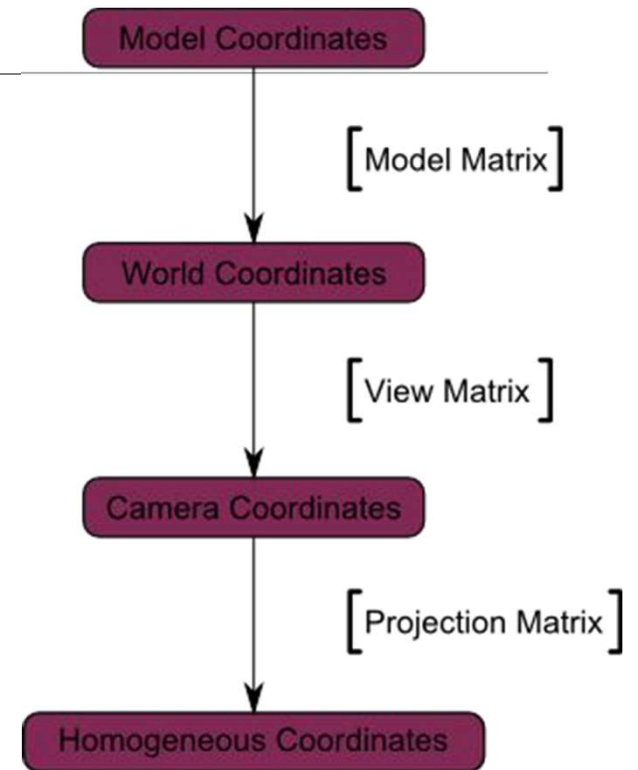 Model Coordinates
[Model Matrix]
World Coordinates
[View Matrix]
Camera Coordinates
[Projection Matrix]
Homogeneous Coordinates